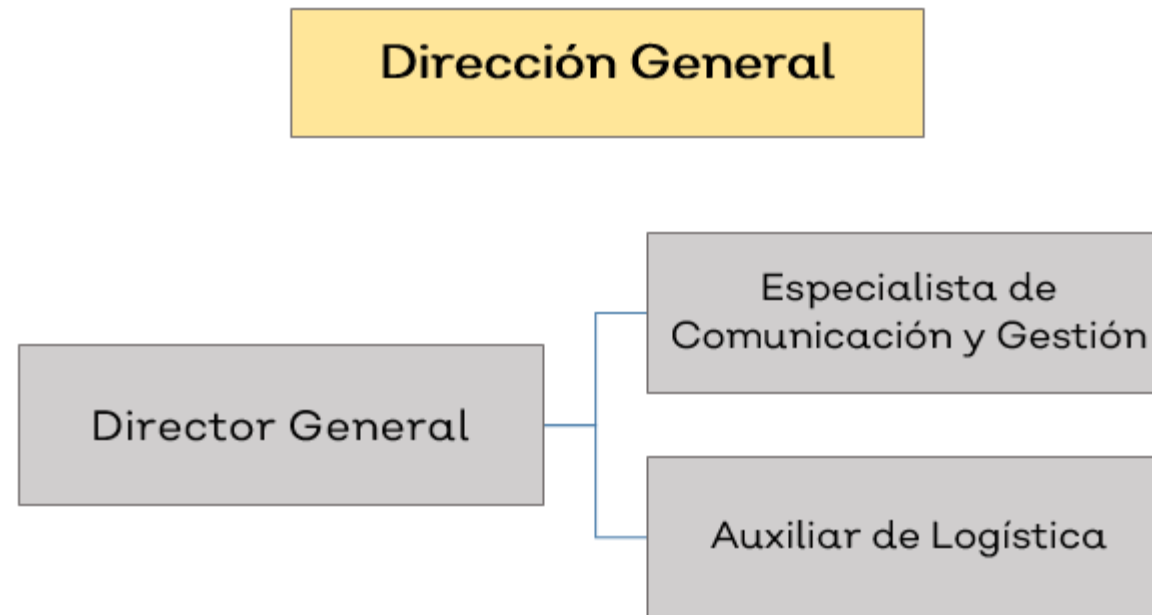 Dirección General
Especialista de
Comunicación y Gestión
Director General
Auxiliar de Logística